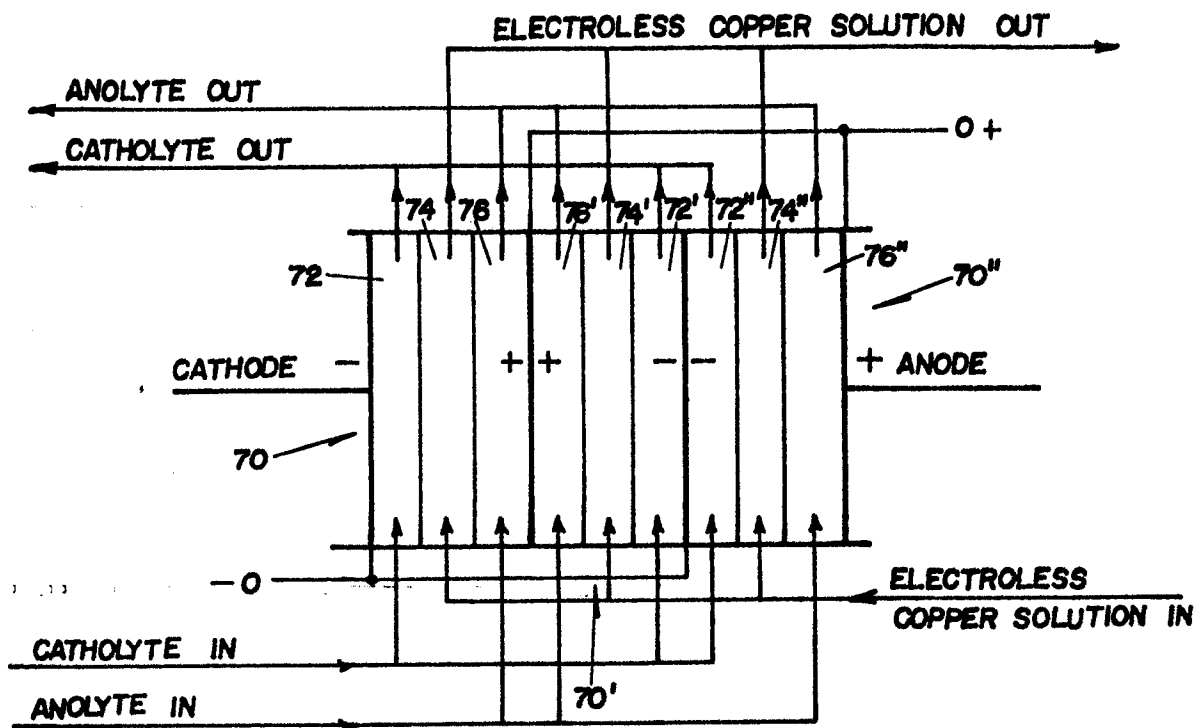 ELECTROLESS COPPER SOLUTION OUT
ANOLYTE OUT
O +
CATHOLYTE OUT
74 76 76' 74' 72' 72" 74"
76"
72
70"
CATHODE - + + - - + ANODE
70
- O
ELECTROLESS
COPPER SOLUTION IN
CATHOLYTE IN
70'
ANOLYTE IN